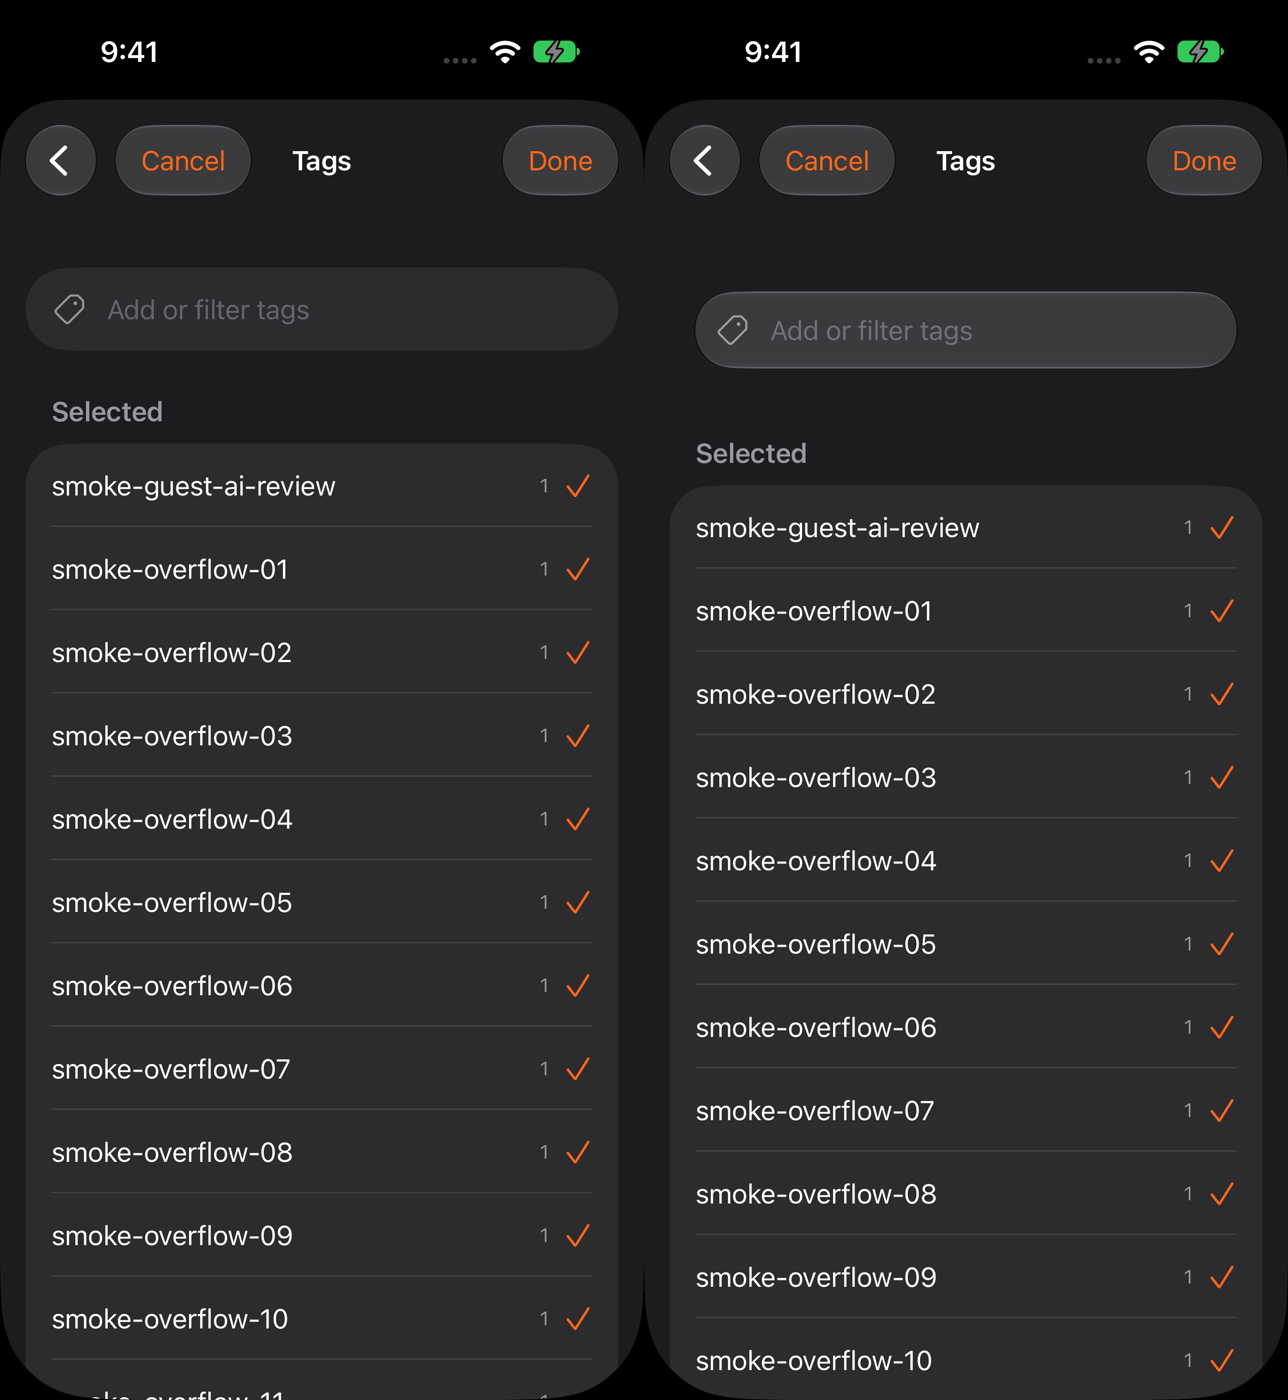 9:41
Cancel Tags Done
Add or filter tags
Selected
smoke-guest-ai-review 1
smoke-overflow-01 1
smoke-overflow-02 1
smoke-overflow-03 1
smoke-overflow-04 1
smoke-overflow-05 1
smoke-overflow-06 1
smoke-overflow-07 1
smoke-overflow-08 1
smoke-overflow-09 1
smoke-overflow-10 1
smoke-overflow-11 1
9:41
Cancel Tags Done
Add or filter tags
Selected
smoke-guest-ai-review 1
smoke-overflow-01 1
smoke-overflow-02 1
smoke-overflow-03 1
smoke-overflow-04 1
smoke-overflow-05 1
smoke-overflow-06 1
smoke-overflow-07 1
smoke-overflow-08 1
smoke-overflow-09 1
smoke-overflow-10 1